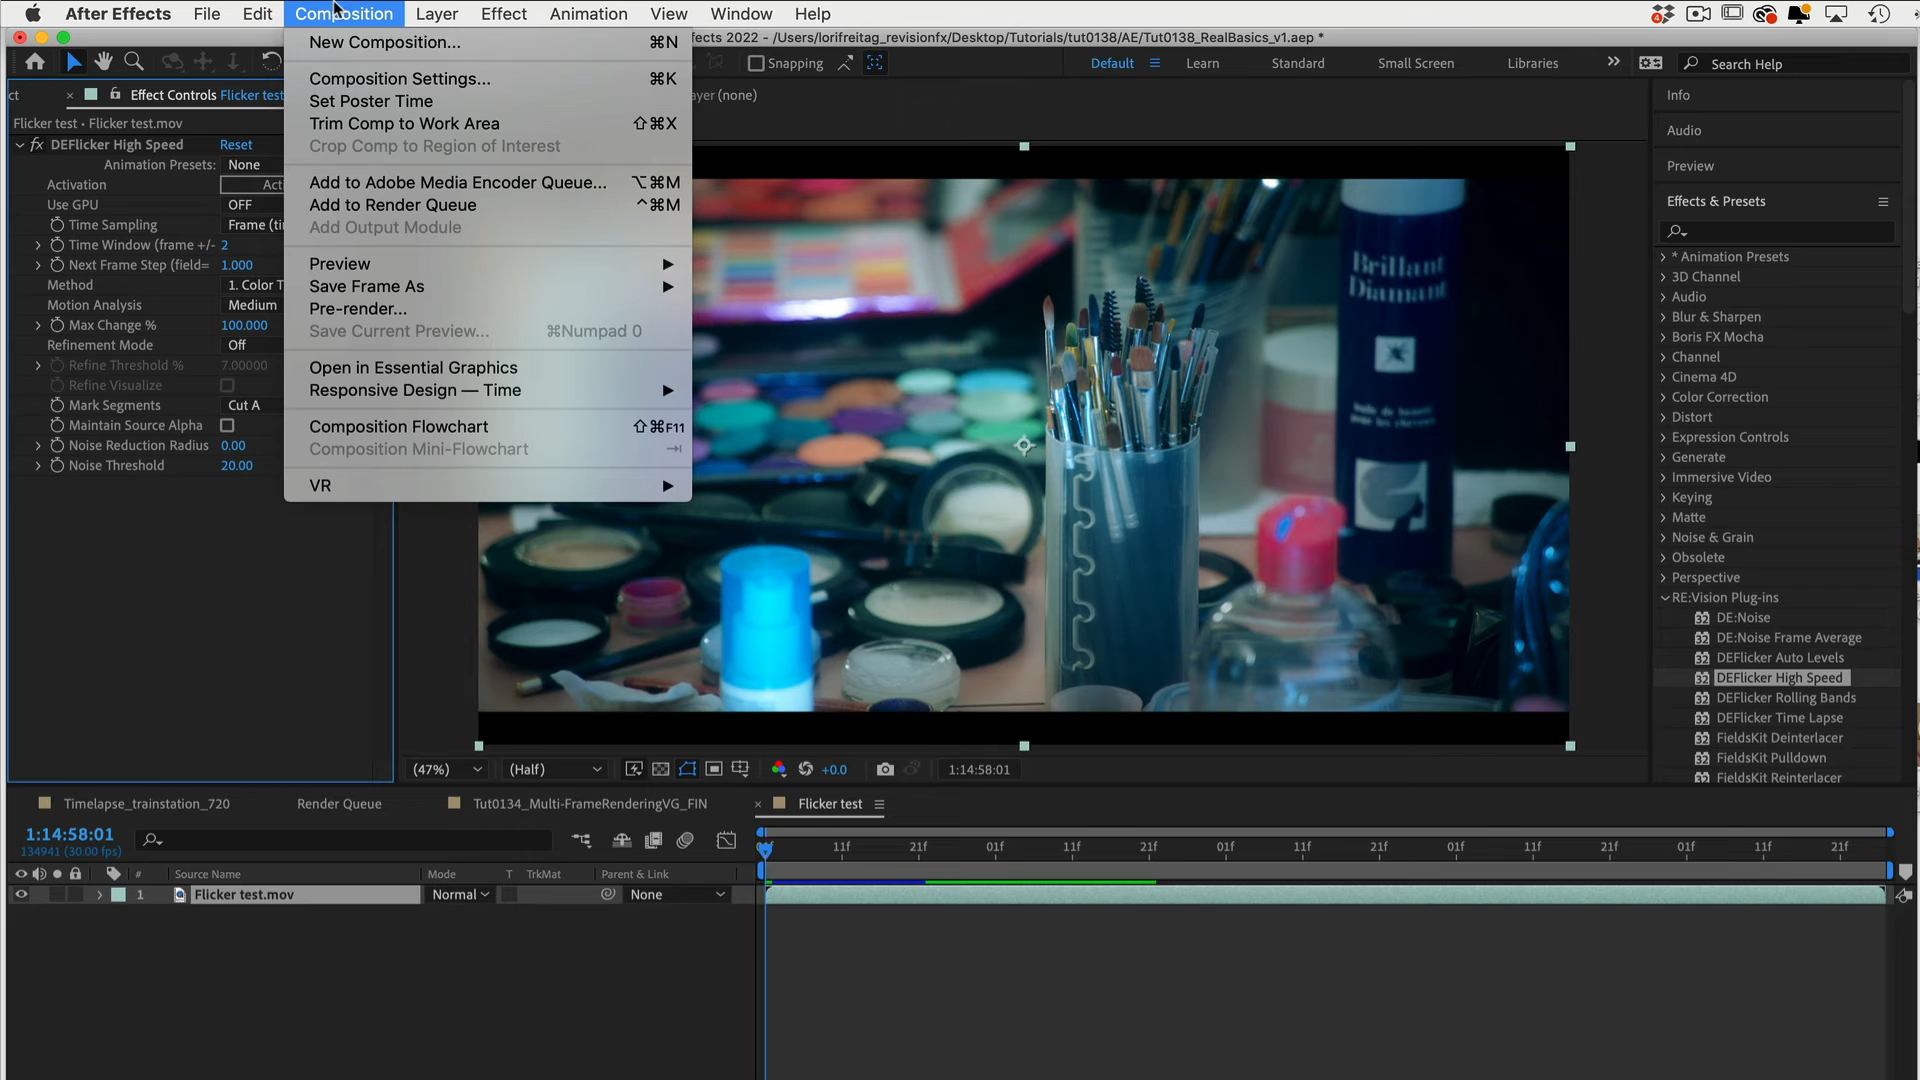 After Effects File Edit Composition Layer Effect Animation View Window Help
ffects 2022 - /Users/lorifreitag_revisionfx/Desktop/Tutorials/tut0138/AE/Tut0138_RealBasics_v1.aep *
Snapping Default Learn Standard Small Screen Libraries Search Help
ct Effect Controls Flicker test
ayer (none)
Flicker test • Flicker test.mov
DEFlicker High Speed Reset
Animation Presets: None
Activation Act
Use GPU OFF
Time Sampling Frame (ti
Time Window (frame +/- 2
Next Frame Step (field= 1.000
Method 1. Color T
Motion Analysis Medium
Max Change % 100.000
Refinement Mode Off
Refine Threshold % 7.00000
Refine Visualize
Mark Segments Cut A
Maintain Source Alpha
Noise Reduction Radius 0.00
Noise Threshold 20.00
New Composition... ⌘N
Composition Settings... ⌘K
Set Poster Time
Trim Comp to Work Area ⇧⌘X
Crop Comp to Region of Interest
Add to Adobe Media Encoder Queue... ⌥⌘M
Add to Render Queue ^⌘M
Add Output Module
Preview
Save Frame As
Pre-render...
Save Current Preview... ⌘Numpad 0
Open in Essential Graphics
Responsive Design — Time
Composition Flowchart ⇧⌘F11
Composition Mini-Flowchart
VR
Brillant
Diamant
Info
Audio
Preview
Effects & Presets
* Animation Presets
3D Channel
Audio
Blur & Sharpen
Boris FX Mocha
Channel
Cinema 4D
Color Correction
Distort
Expression Controls
Generate
Immersive Video
Keying
Matte
Noise & Grain
Obsolete
Perspective
RE:Vision Plug-ins
DE:Noise
DE:Noise Frame Average
DEFlicker Auto Levels
DEFlicker High Speed
DEFlicker Rolling Bands
DEFlicker Time Lapse
FieldsKit Deinterlacer
FieldsKit Pulldown
FieldsKit Reinterlacer
(47%) (Half) +0.0 1:14:58:01
Timelapse_trainstation_720 Render Queue Tut0134_Multi-FrameRenderingVG_FIN Flicker test
1:14:58:01
134941 (30.00 fps)
11f 21f 01f 11f 21f 01f 11f 21f 01f 11f 21f 01f 11f 21f
# Source Name Mode T TrkMat Parent & Link
1 Flicker test.mov Normal None